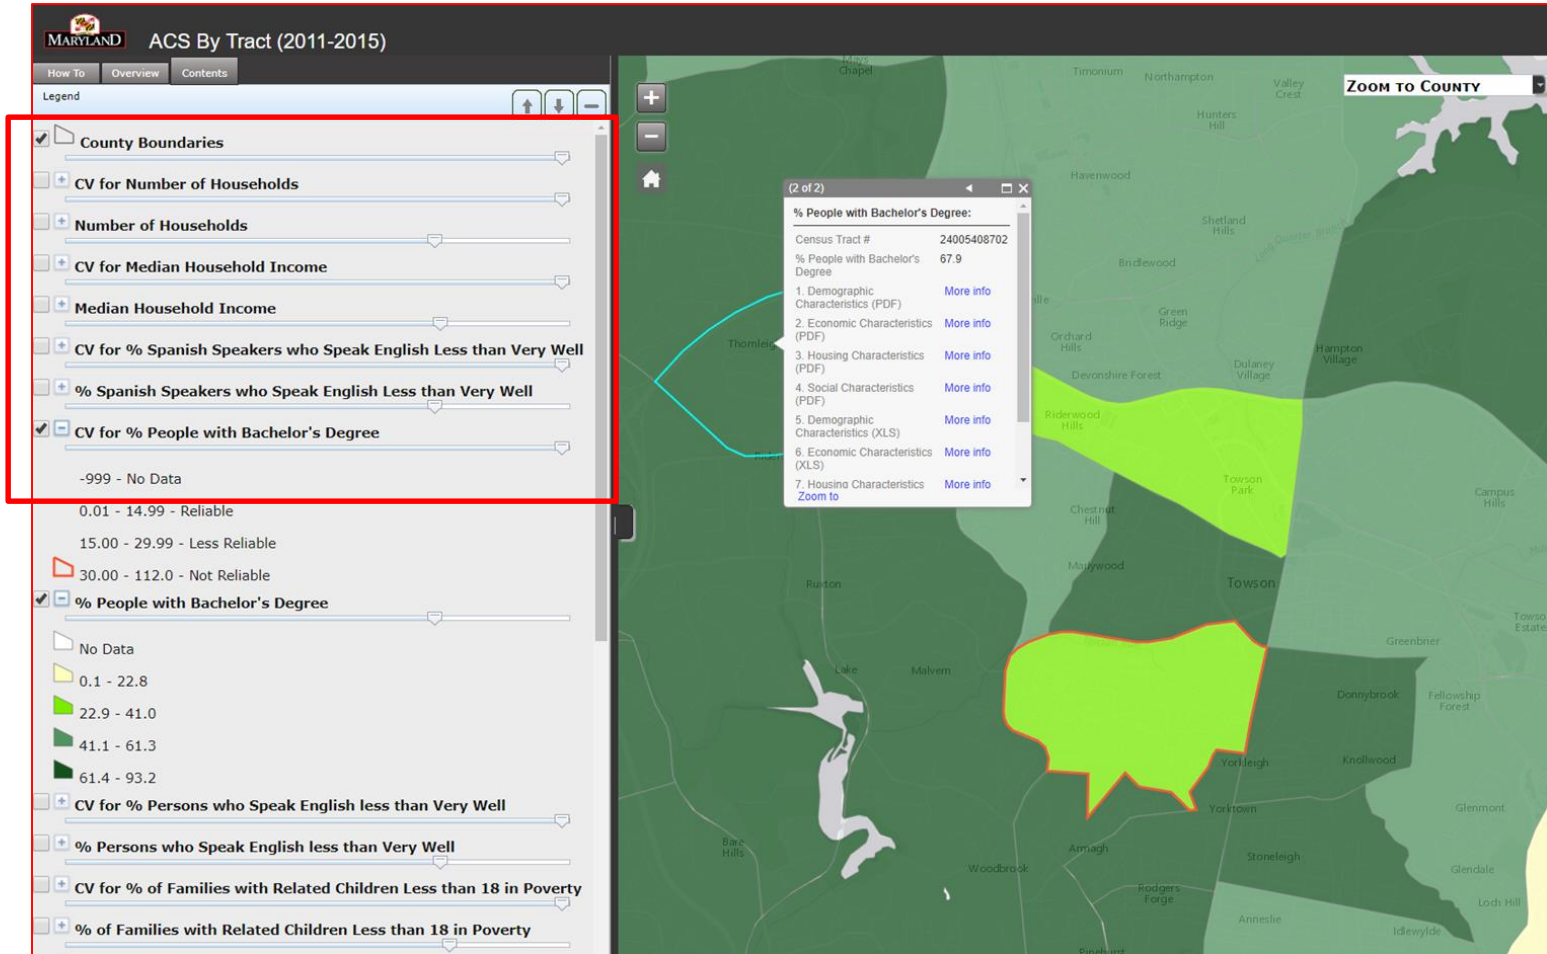 MARYLAND
ACS By Tract (2011-2015)
How To
Overview
Contents
Legend
County Boundaries
CV for Number of Households
Number of Households
CV for Median Household Income
Median Household Income
CV for % Spanish Speakers who Speak English Less than Very Well
% Spanish Speakers who Speak English Less than Very Well
CV for % People with Bachelor's Degree
-999 - No Data
0.01 - 14.99 - Reliable
15.00 - 29.99 - Less Reliable
30.00 - 112.0 - Not Reliable
% People with Bachelor's Degree
No Data
0.1 - 22.8
22.9 - 41.0
41.1 - 61.3
61.4 - 93.2
CV for % Persons who Speak English less than Very Well
% Persons who Speak English less than Very Well
CV for % of Families with Related Children Less than 18 in Poverty
% of Families with Related Children Less than 18 in Poverty
ZOOM TO COUNTY
(2 of 2)
% People with Bachelor's Degree:
Census Tract # 24005408702
% People with Bachelor's 67.9
Degree
1. Demographic More info
Characteristics (PDF)
2. Economic Characteristics More info
(PDF)
3. Housing Characteristics More info
(PDF)
4. Social Characteristics More info
(PDF)
5. Demographic More info
Characteristics (XLS)
6. Economic Characteristics More info
(XLS)
7. Housing Characteristics More info
Zoom to
Mays
Chapel
Timonium
Northampton
Valley
Crest
Hunters
Hill
Havenwood
Shetland
Hills
Long Quarter Branch
Bridlewood
Green
Ridge
Orchard
Hills
Hampton
Village
Dulaney
Village
Devonshire Forest
Riderwood
Hills
Towson
Park
Campus
Hills
Chestnut
Hill
Marywood
Ruxton
Towson
Greenbrier
Lake
Malvern
Donnybrook
Fellowship
Forest
Yorkleigh
Knollwood
Yorktown
Glenmont
Bare
Hills
Armagh
Stoneleigh
Woodbrook
Glendale
Rodgers
Forge
Loch Hill
Anneslie
Idlewylde
Pinehurst